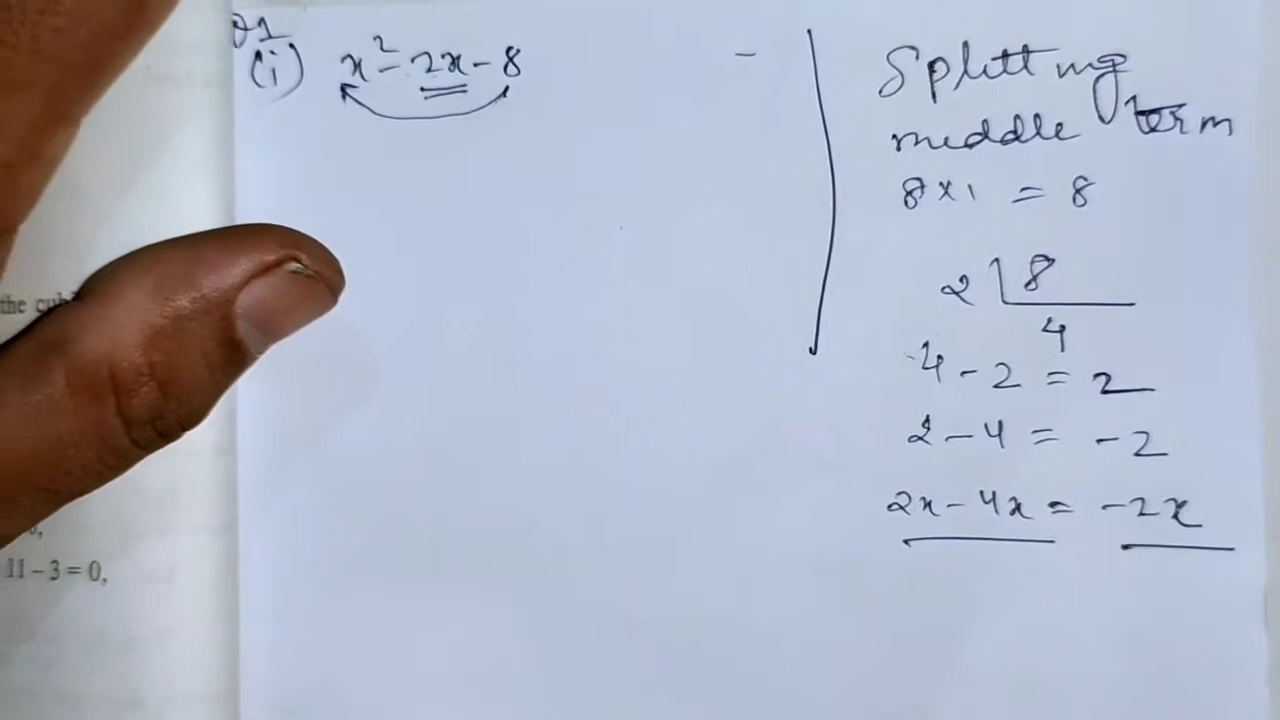 Q1
(i) x² - 2x - 8
Splitting
middle term
8 × 1 = 8
2 8
4
4 - 2 = 2
2 - 4 = -2
2x - 4x = -2x
the
11 – 3 = 0,